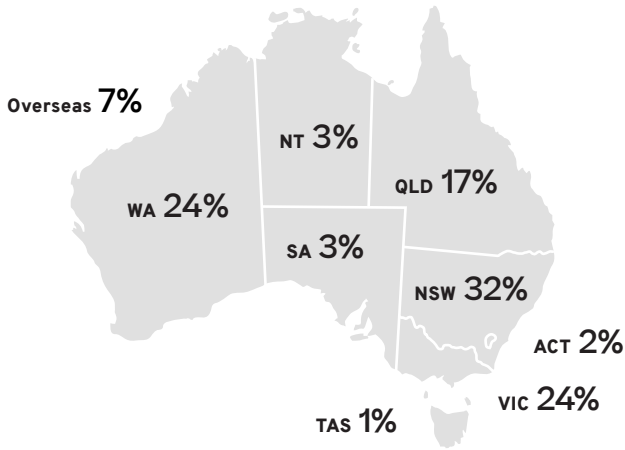 Overseas 7%
NT 3%
QLD 17%
WA 24%
SA 3%
NSW 32%
ACT 2%
VIC 24%
TAS 1%